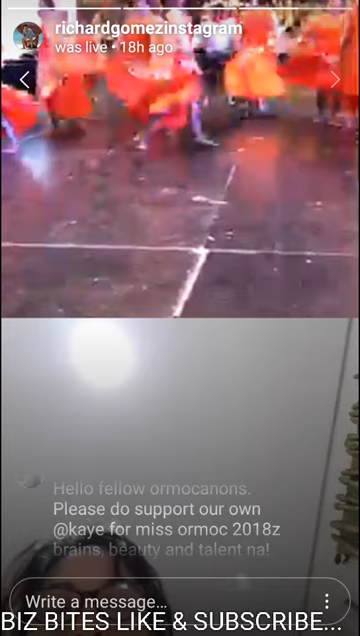 richardgomezinstagram
was live • 18h ago
Hello fellow ormocanons.
Please do support our own
@kaye for miss ormoc 2018z
brains, beauty and talent na!
Write a message...
BIZ BITES LIKE & SUBSCRIBE...